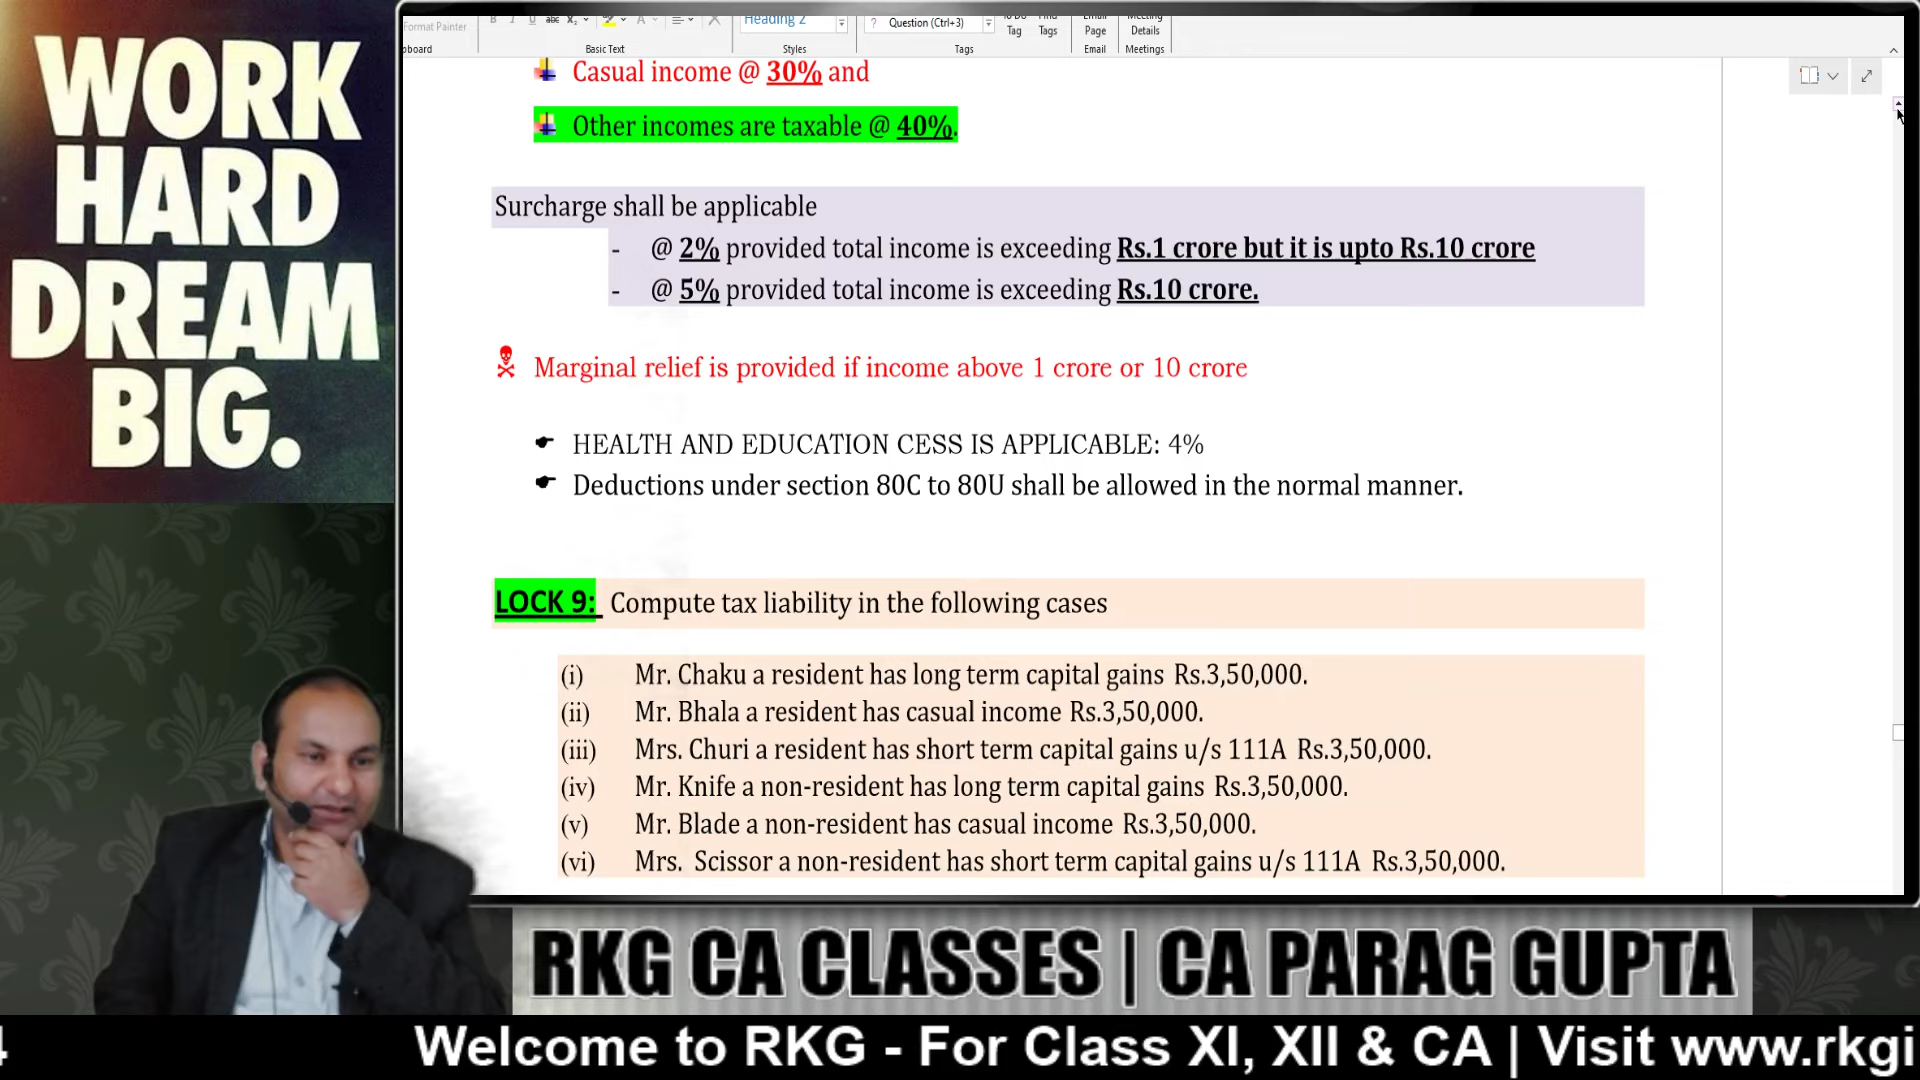 WORK
HARD
DREAM
BIG.
Format Painter
Heading 2
Question (Ctrl+3)
Tag
Tags
Email
Page
Meeting
Details
pboard
Basic Text
Styles
Tags
Email
Meetings
Casual income @ 30% and
Other incomes are taxable @ 40%.
Surcharge shall be applicable
- @ 2% provided total income is exceeding Rs.1 crore but it is upto Rs.10 crore
- @ 5% provided total income is exceeding Rs.10 crore.
Marginal relief is provided if income above 1 crore or 10 crore
HEALTH AND EDUCATION CESS IS APPLICABLE: 4%
Deductions under section 80C to 80U shall be allowed in the normal manner.
LOCK 9: Compute tax liability in the following cases
(i) Mr. Chaku a resident has long term capital gains Rs.3,50,000.
(ii) Mr. Bhala a resident has casual income Rs.3,50,000.
(iii) Mrs. Churi a resident has short term capital gains u/s 111A Rs.3,50,000.
(iv) Mr. Knife a non-resident has long term capital gains Rs.3,50,000.
(v) Mr. Blade a non-resident has casual income Rs.3,50,000.
(vi) Mrs. Scissor a non-resident has short term capital gains u/s 111A Rs.3,50,000.
RKG CA CLASSES | CA PARAG GUPTA
4 Welcome to RKG - For Class XI, XII & CA | Visit www.rkgi